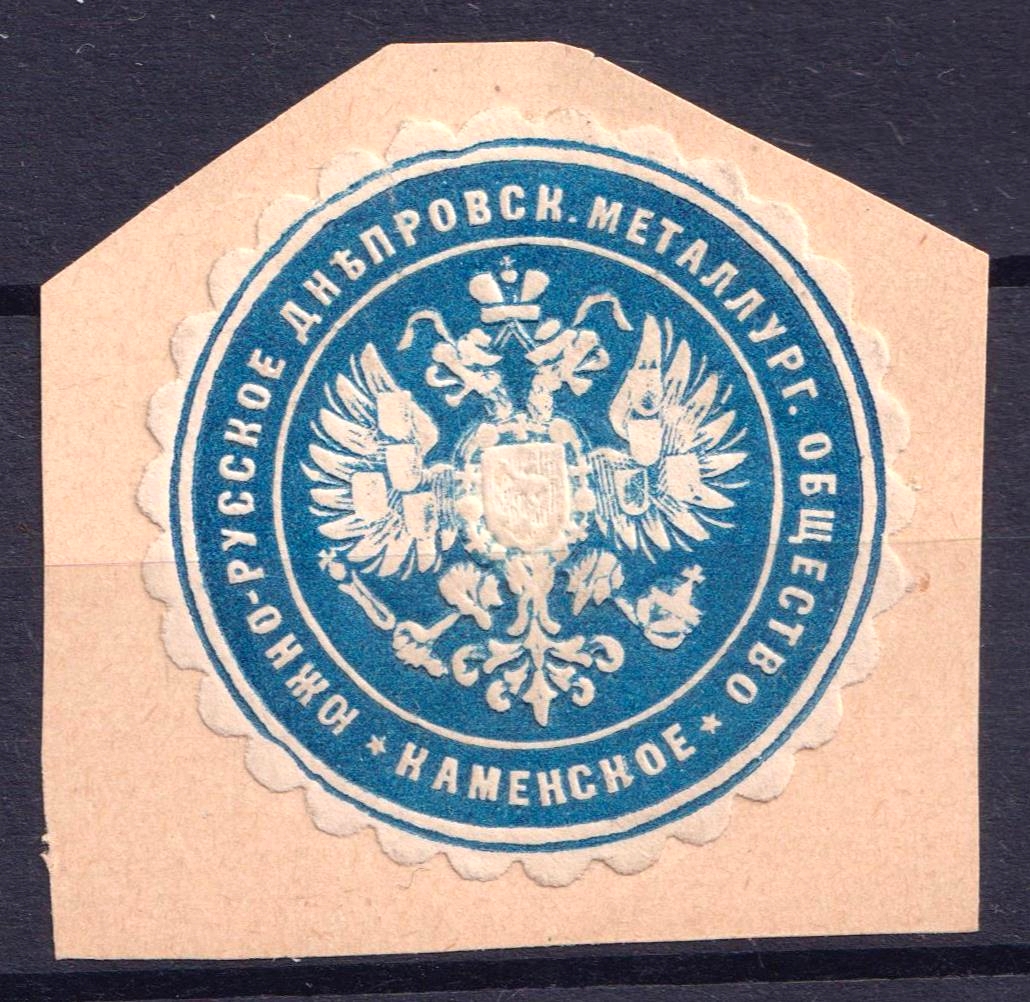 ЮЖНО-РУССКОЕ ДНѢПРОВСК. МЕТАЛЛУРГ. ОБЩЕСТВО
★ КАМЕНСКОЕ ★